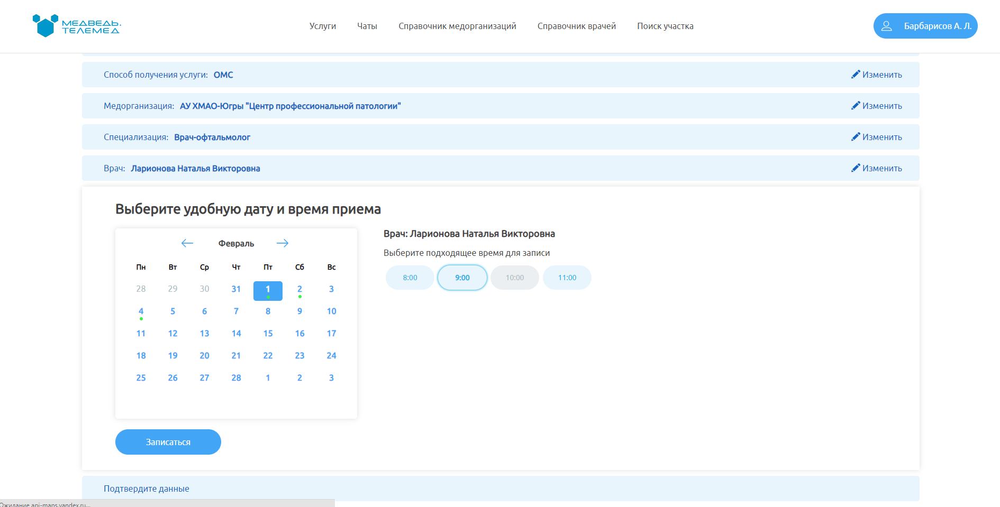 МЕДВЕДЬ.
ТЕЛЕМЕД
Услуги
Чаты
Справочник медорганизаций
Справочник врачей
Поиск участка
Барбарисов А. Л.
Способ получения услуги: ОМС
Изменить
Медорганизация: АУ ХМАО-Югры "Центр профессиональной патологии"
Изменить
Специализация: Врач-офтальмолог
Изменить
Врач: Ларионова Наталья Викторовна
Изменить
Выберите удобную дату и время приема
Февраль
Пн Вт Ср Чт Пт Сб Вс
28 29 30 31 1 2 3
4 5 6 7 8 9 10
11 12 13 14 15 16 17
18 19 20 21 22 23 24
25 26 27 28 1 2 3
Врач: Ларионова Наталья Викторовна
Выберите подходящее время для записи
8:00 9:00 10:00 11:00
Записаться
Подтвердите данные
Ожидание api-maps.yandex.ru...